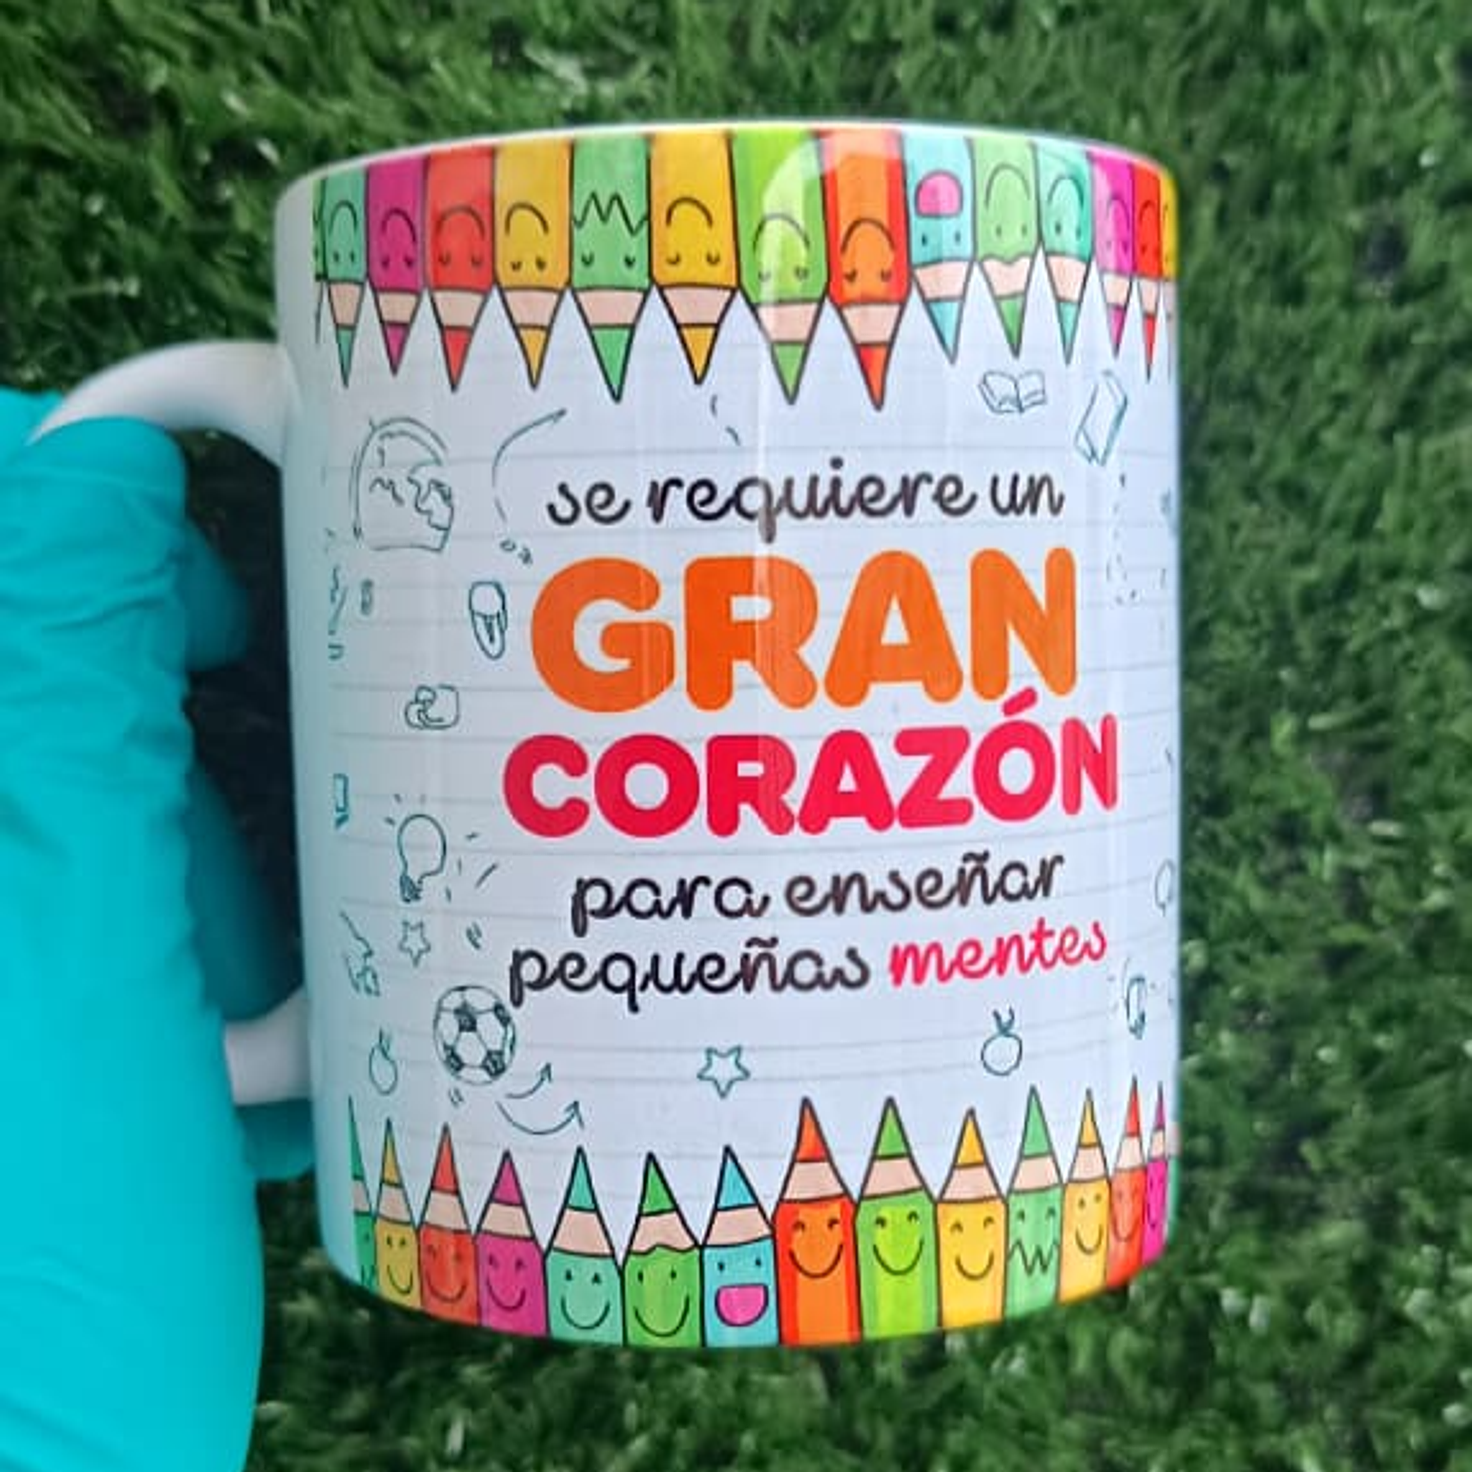 se requiere un
GRAN
CORAZÓN
para enseñar
pequeñas mentes